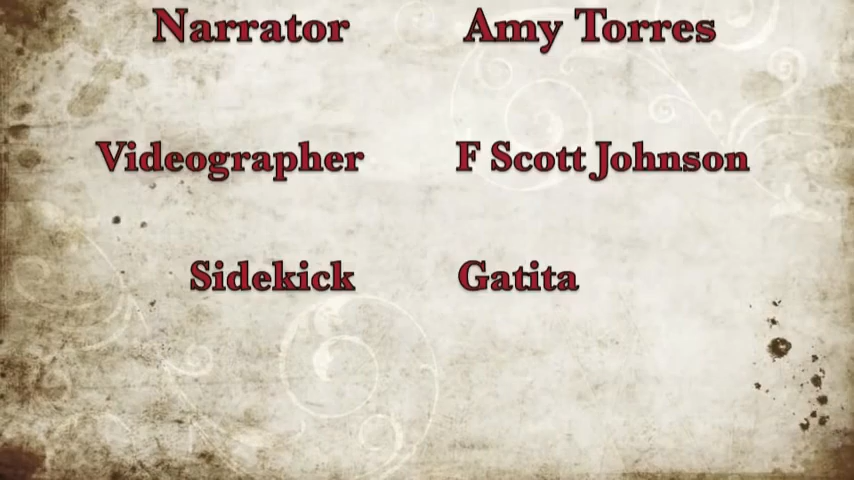 Narrator Amy Torres
Videographer F Scott Johnson
Sidekick Gatita